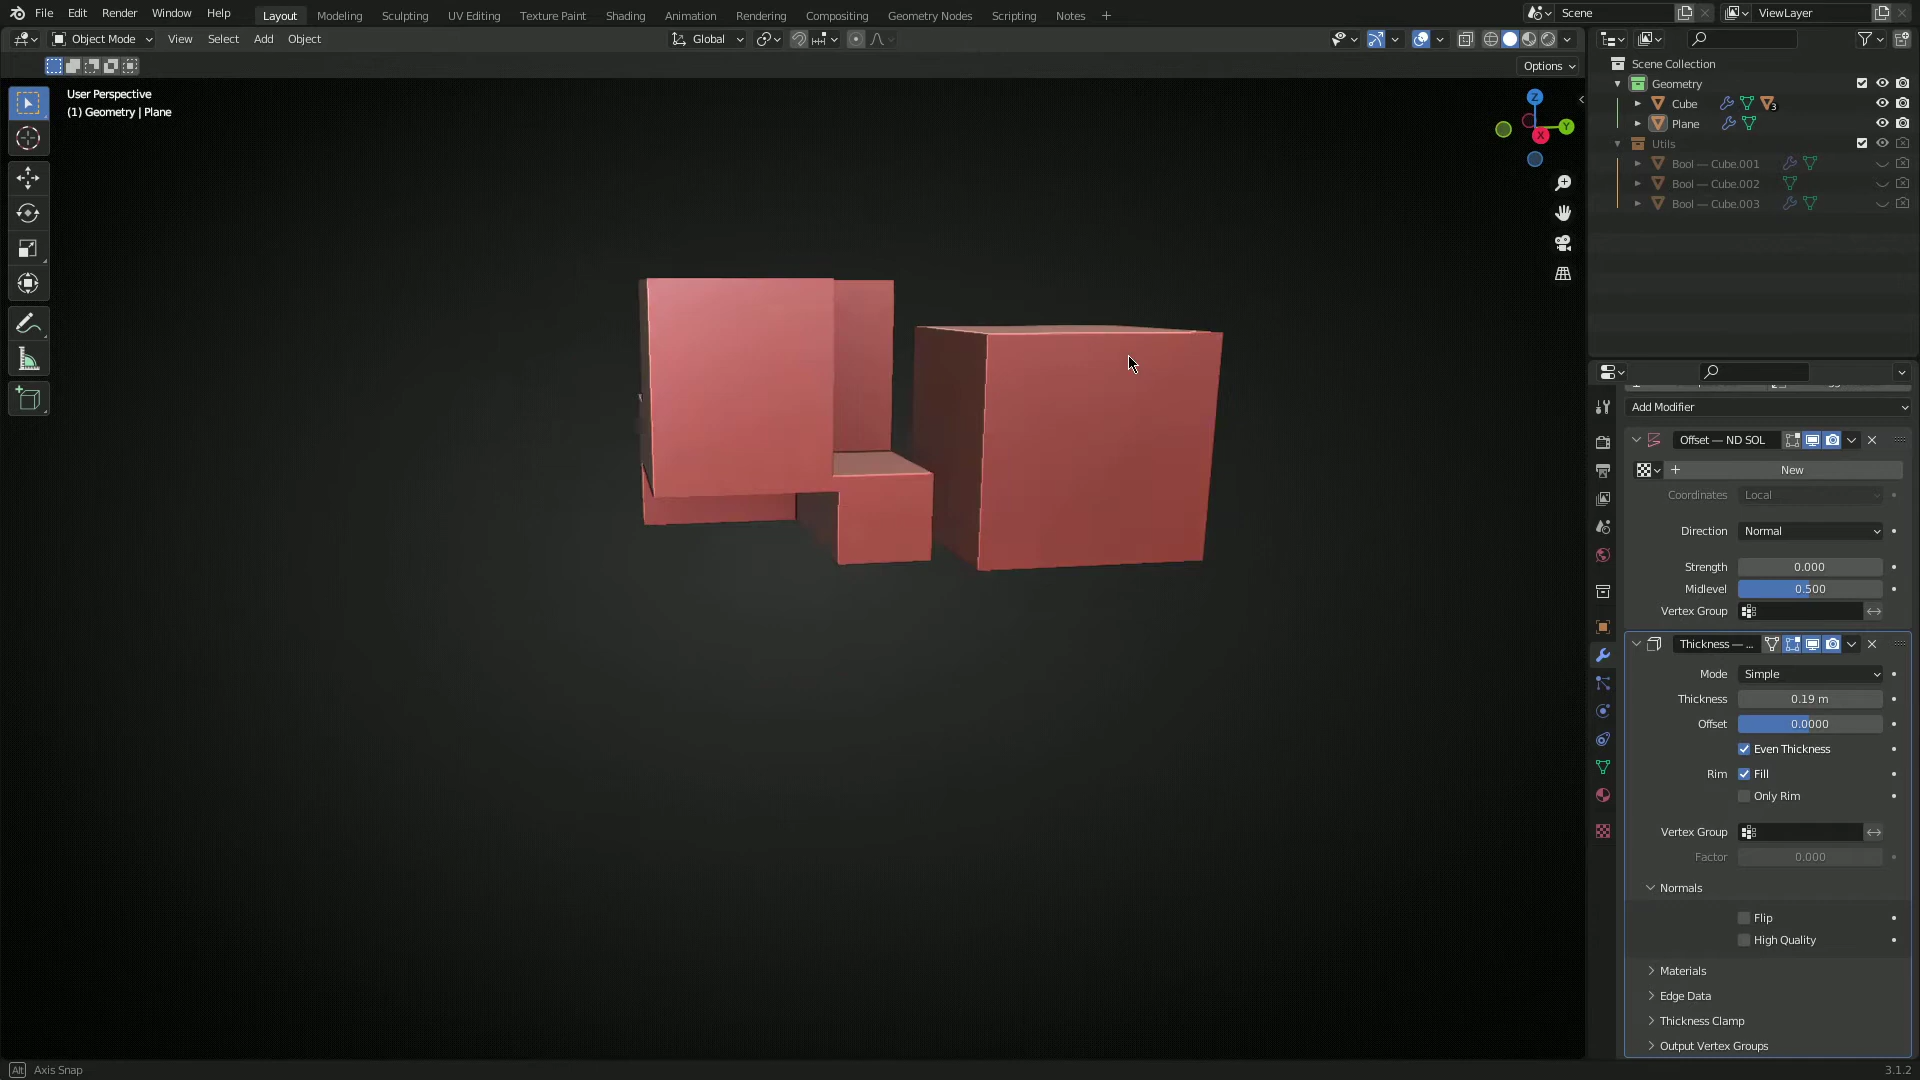 File Edit Render Window Help
Layout Modeling Sculpting UV Editing Texture Paint Shading Animation Rendering Compositing Geometry Nodes Scripting Notes +
Scene
ViewLayer
Object Mode View Select Add Object
Global
Options
User Perspective
(1) Geometry | Plane
Z
Y
X
Scene Collection
Geometry
Cube
3
Plane
Utils
Bool — Cube.001
Bool — Cube.002
Bool — Cube.003
Add Modifier
Offset — ND SOL
+ New
Coordinates Local
Direction Normal
Strength 0.000
Midlevel 0.500
Vertex Group
Thickness — ...
Mode Simple
Thickness 0.19 m
Offset 0.0000
Even Thickness
Rim Fill
Only Rim
Vertex Group
Factor 0.000
Normals
Flip
High Quality
Materials
Edge Data
Thickness Clamp
Output Vertex Groups
Alt Axis Snap
3.1.2